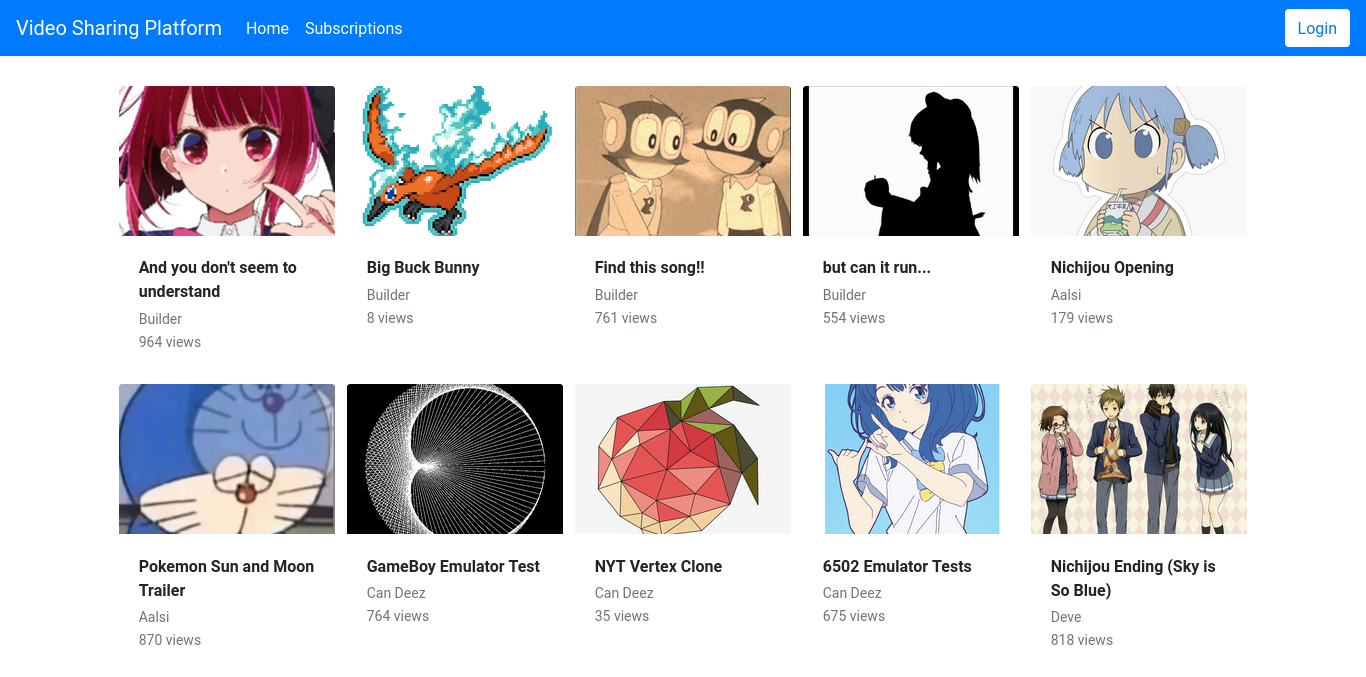 Video Sharing Platform Home Subscriptions Login
And you don't seem to
understand
Builder
964 views
Big Buck Bunny
Builder
8 views
Find this song!!
Builder
761 views
but can it run...
Builder
554 views
Nichijou Opening
Aalsi
179 views
Pokemon Sun and Moon
Trailer
Aalsi
870 views
GameBoy Emulator Test
Can Deez
764 views
NYT Vertex Clone
Can Deez
35 views
6502 Emulator Tests
Can Deez
675 views
Nichijou Ending (Sky is
So Blue)
Deve
818 views